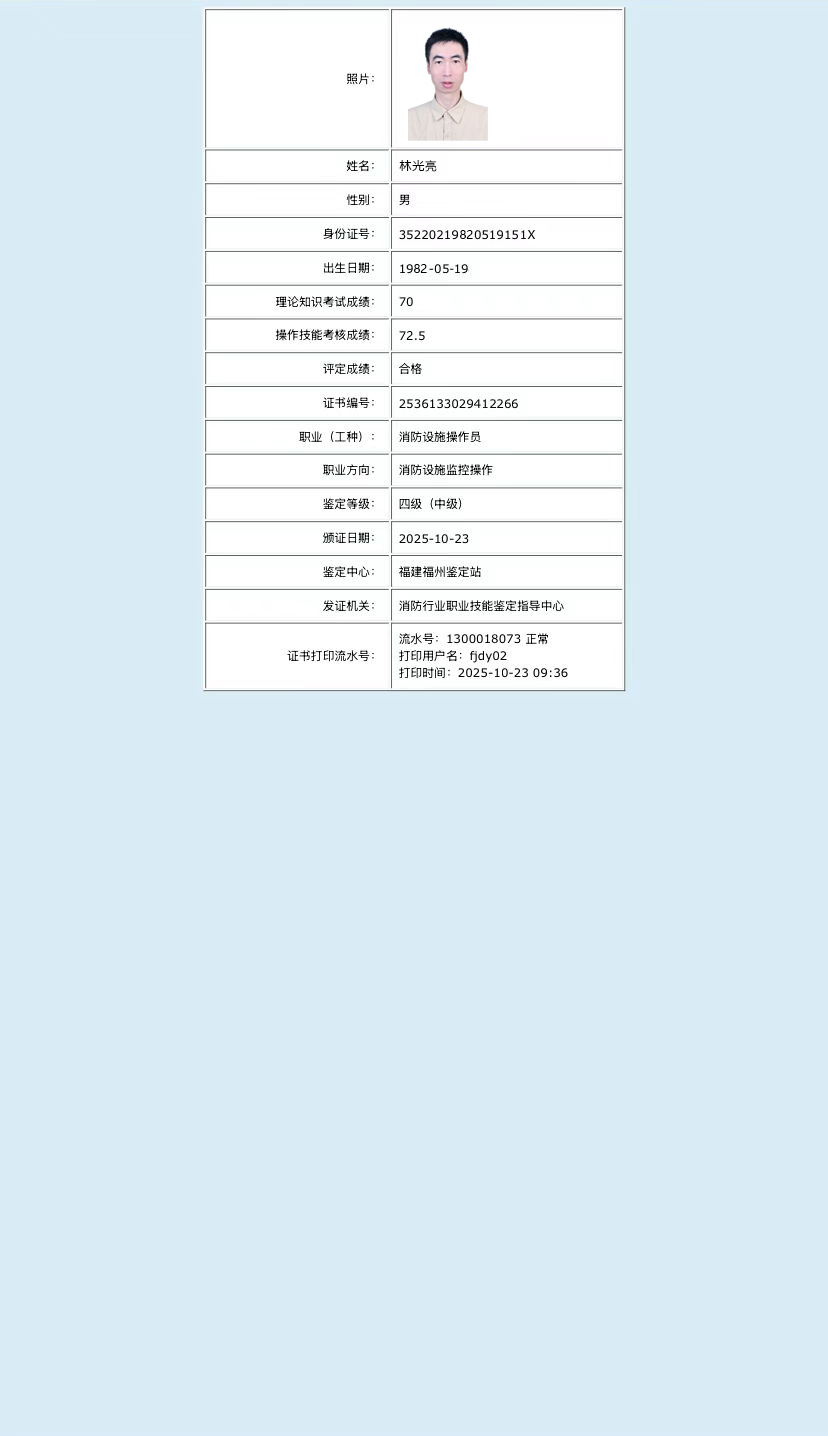 照片：
姓名： 林光亮
性别： 男
身份证号： 35220219820519151X
出生日期： 1982-05-19
理论知识考试成绩： 70
操作技能考核成绩： 72.5
评定成绩： 合格
证书编号： 2536133029412266
职业（工种）： 消防设施操作员
职业方向： 消防设施监控操作
鉴定等级： 四级（中级）
颁证日期： 2025-10-23
鉴定中心： 福建福州鉴定站
发证机关： 消防行业职业技能鉴定指导中心
证书打印流水号： 流水号：1300018073 正常
打印用户名：fjdy02
打印时间：2025-10-23 09:36